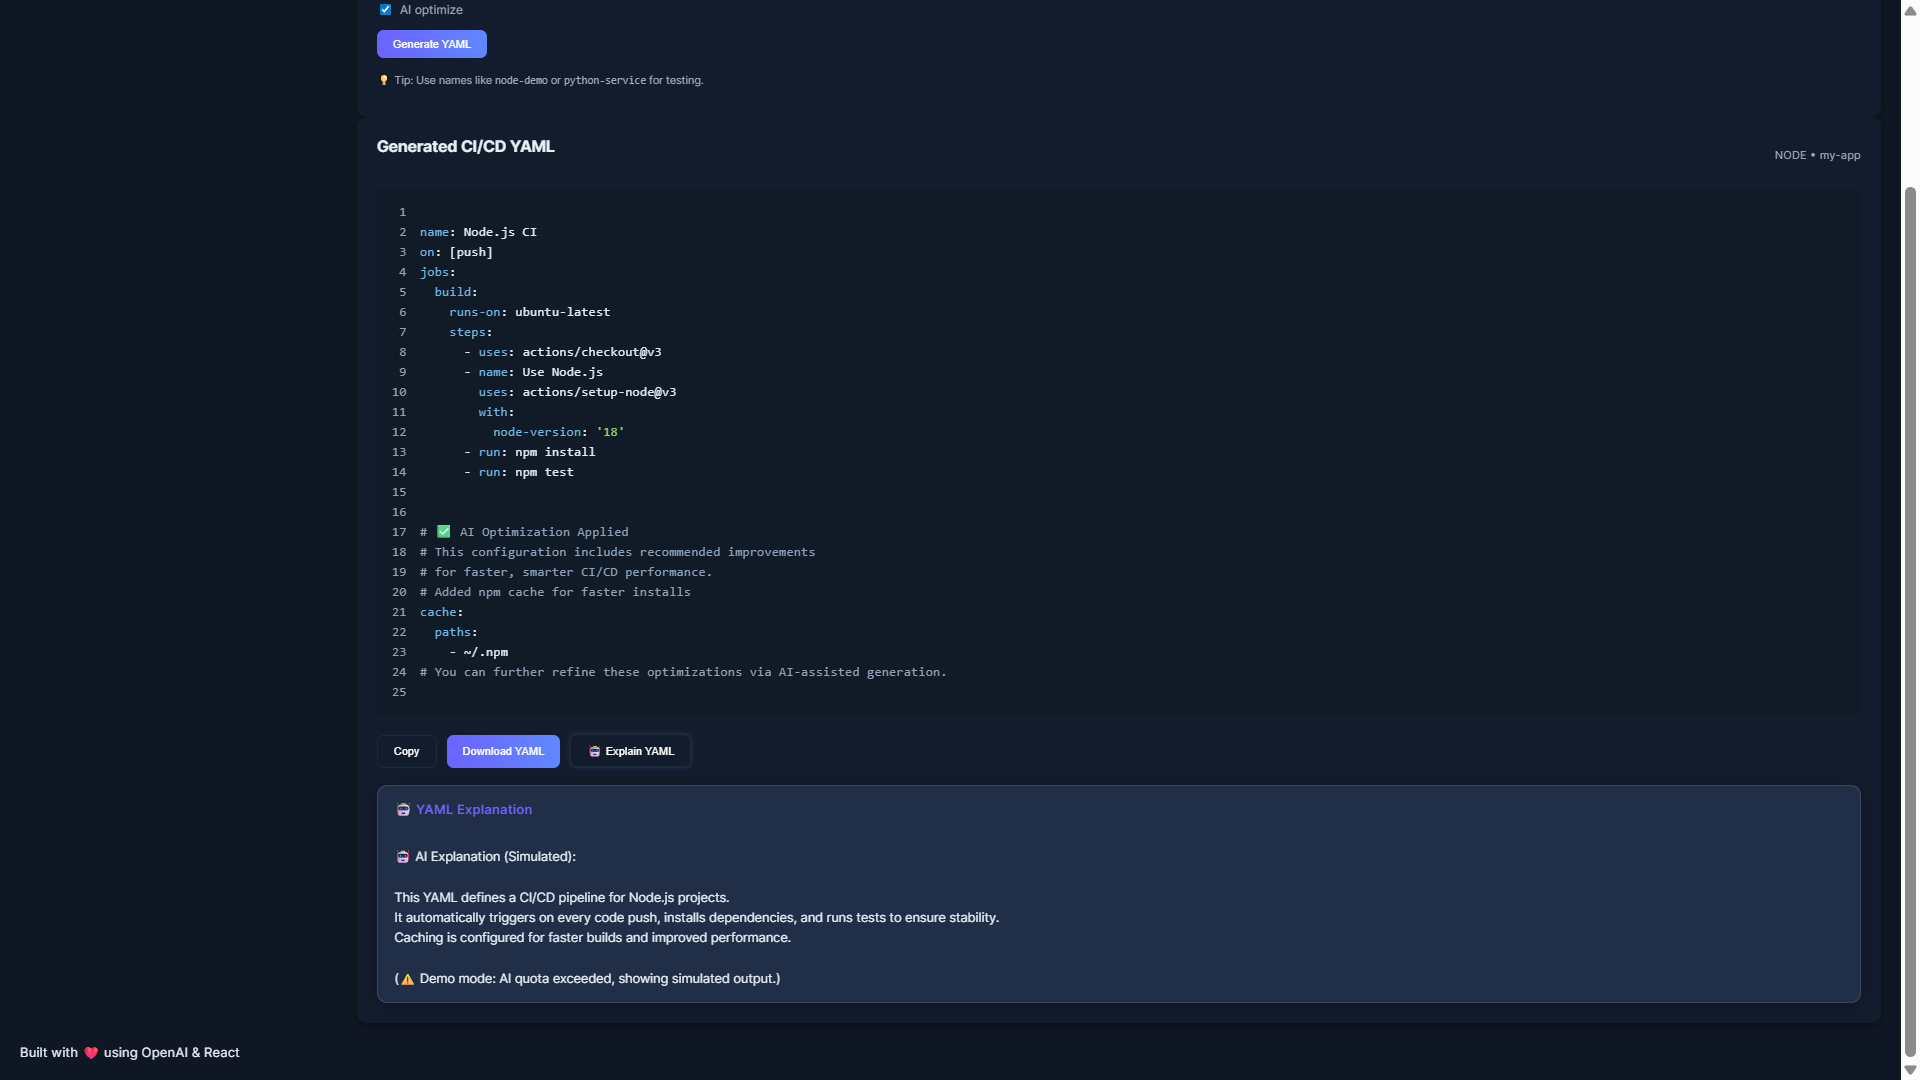 AI optimize
Generate YAML
💡 Tip: Use names like node-demo or python-service for testing.
Generated CI/CD YAML
NODE • my-app
1
2 name: Node.js CI
3 on: [push]
4 jobs:
5   build:
6     runs-on: ubuntu-latest
7     steps:
8       - uses: actions/checkout@v3
9       - name: Use Node.js
10         uses: actions/setup-node@v3
11         with:
12           node-version: '18'
13       - run: npm install
14       - run: npm test
15
16
17 # ✅ AI Optimization Applied
18 # This configuration includes recommended improvements
19 # for faster, smarter CI/CD performance.
20 # Added npm cache for faster installs
21 cache:
22   paths:
23     - ~/.npm
24 # You can further refine these optimizations via AI-assisted generation.
25
Copy
Download YAML
🤖 Explain YAML
🤖 YAML Explanation
🤖 AI Explanation (Simulated):
This YAML defines a CI/CD pipeline for Node.js projects.
It automatically triggers on every code push, installs dependencies, and runs tests to ensure stability.
Caching is configured for faster builds and improved performance.
(⚠️ Demo mode: AI quota exceeded, showing simulated output.)
Built with ❤️ using OpenAI & React